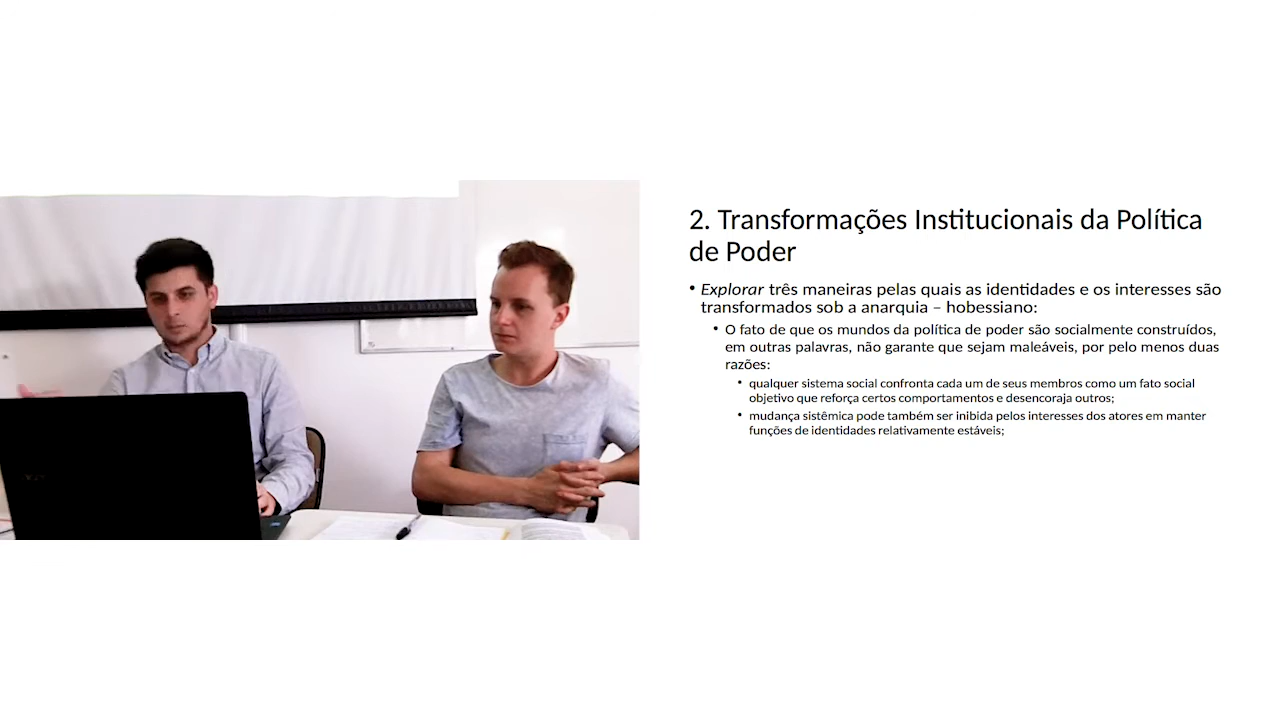 2. Transformações Institucionais da Política
de Poder
• Explorar três maneiras pelas quais as identidades e os interesses são
transformados sob a anarquia – hobessiano:
• O fato de que os mundos da política de poder são socialmente construídos,
em outras palavras, não garante que sejam maleáveis, por pelo menos duas
razões:
• qualquer sistema social confronta cada um de seus membros como um fato social
objetivo que reforça certos comportamentos e desencoraja outros;
• mudança sistêmica pode também ser inibida pelos interesses dos atores em manter
funções de identidades relativamente estáveis;